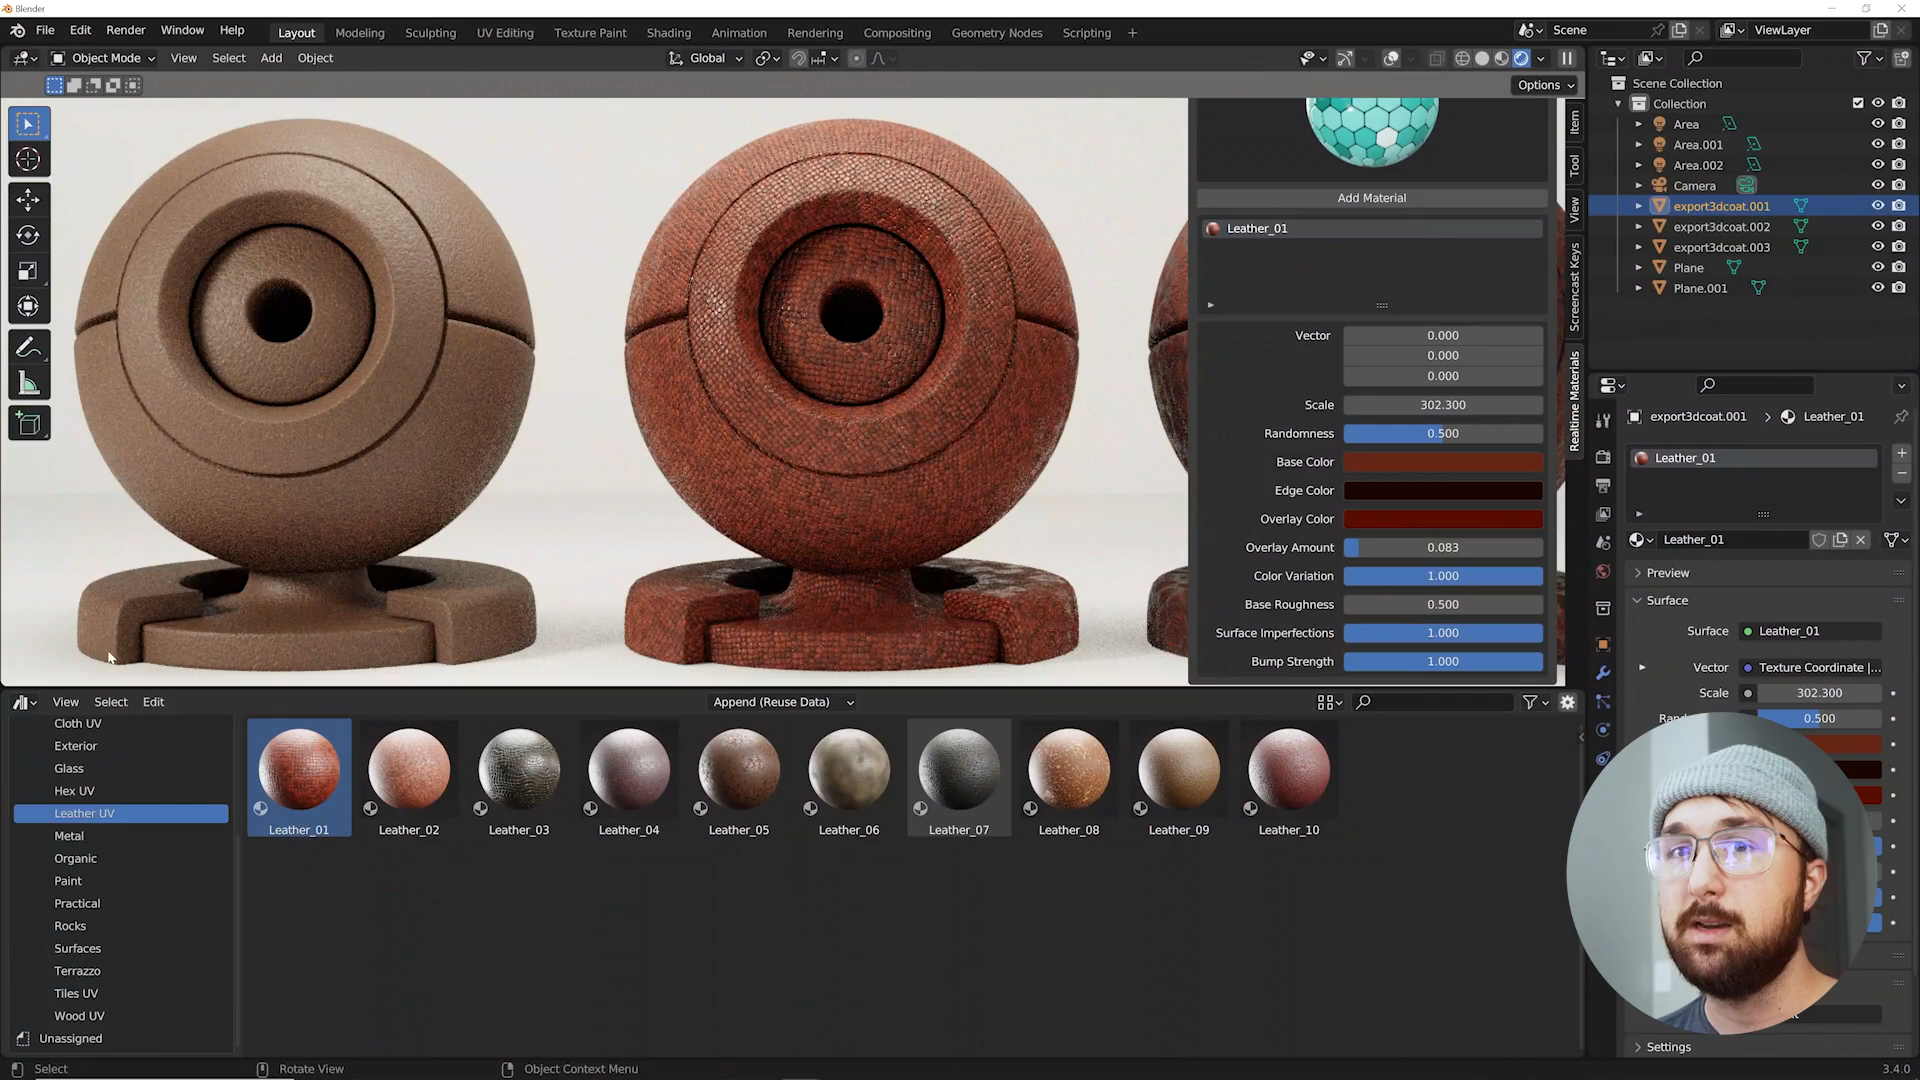 Blender
File Edit Render Window Help Layout Modeling Sculpting UV Editing Texture Paint Shading Animation Rendering Compositing Geometry Nodes Scripting + Scene ViewLayer
Object Mode View Select Add Object Global
Options
Scene Collection
Collection
Area
Area.001
Area.002
Camera
export3dcoat.001
export3dcoat.002
export3dcoat.003
Plane
Plane.001
Item
Tool
View
Screencast Keys
Realtime Materials
Add Material
Leather_01
Vector 0.000
0.000
0.000
Scale 302.300
Randomness 0.500
Base Color
Edge Color
Overlay Color
Overlay Amount 0.083
Color Variation 1.000
Base Roughness 0.500
Surface Imperfections 1.000
Bump Strength 1.000
export3dcoat.001 > Leather_01
Leather_01
Leather_01
Preview
Surface
Surface Leather_01
Vector Texture Coordinate |...
Scale 302.300
0.500
Settings
View Select Edit Append (Reuse Data)
Cloth UV
Exterior
Glass
Hex UV
Leather UV
Metal
Organic
Paint
Practical
Rocks
Surfaces
Terrazzo
Tiles UV
Wood UV
Unassigned
Leather_01 Leather_02 Leather_03 Leather_04 Leather_05 Leather_06 Leather_07 Leather_08 Leather_09 Leather_10
Select Rotate View Object Context Menu 3.4.0